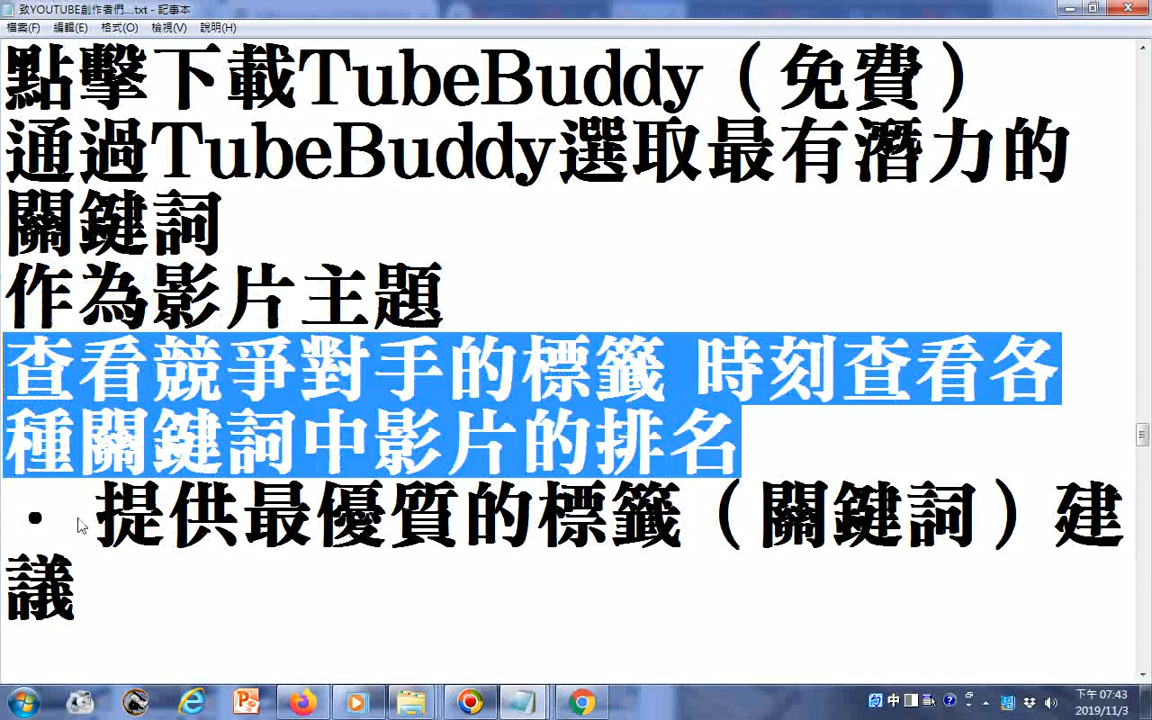 致YOUTUBE創作者們....txt - 記事本
檔案(F) 編輯(E) 格式(O) 檢視(V) 說明(H)
點擊下載TubeBuddy（免費）
通過TubeBuddy選取最有潛力的
關鍵詞
作為影片主題
查看競爭對手的標籤 時刻查看各
種關鍵詞中影片的排名
· 提供最優質的標籤（關鍵詞）建
議
中
下午 07:43
2019/11/3